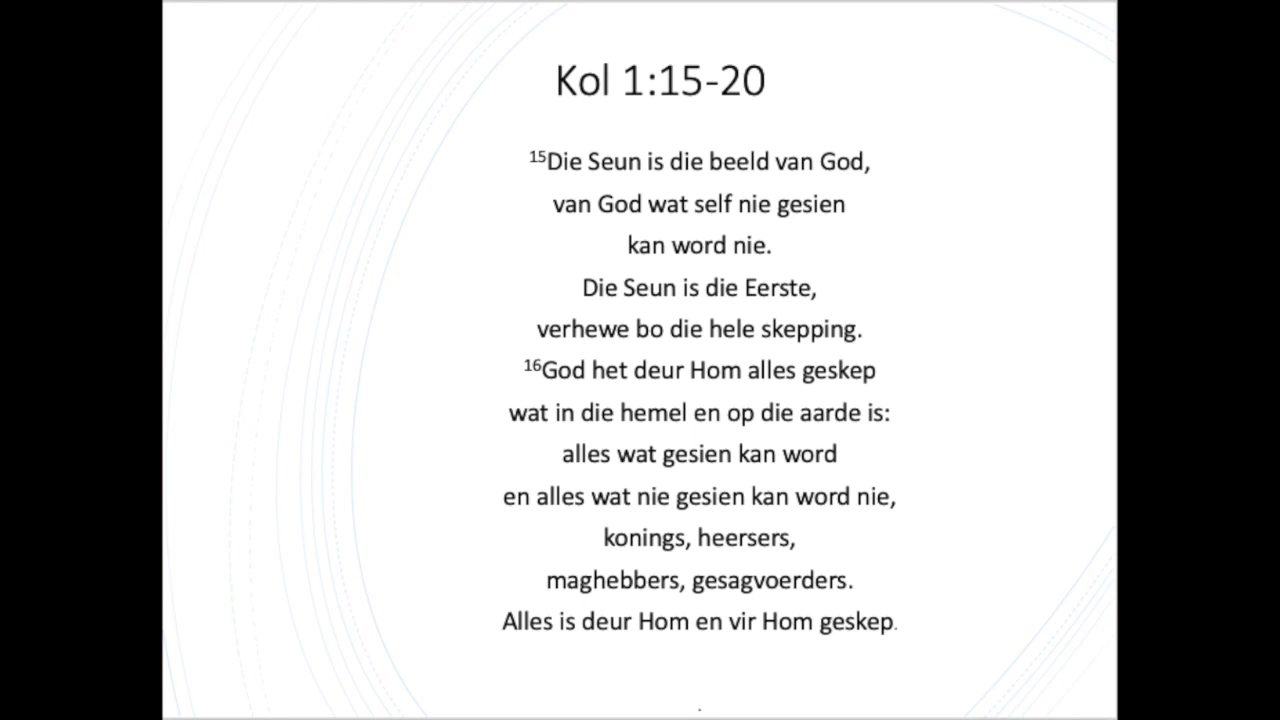 Kol 1:15-20
¹⁵Die Seun is die beeld van God,
van God wat self nie gesien
kan word nie.
Die Seun is die Eerste,
verhewe bo die hele skepping.
¹⁶God het deur Hom alles geskep
wat in die hemel en op die aarde is:
alles wat gesien kan word
en alles wat nie gesien kan word nie,
konings, heersers,
maghebbers, gesagvoerders.
Alles is deur Hom en vir Hom geskep.
.